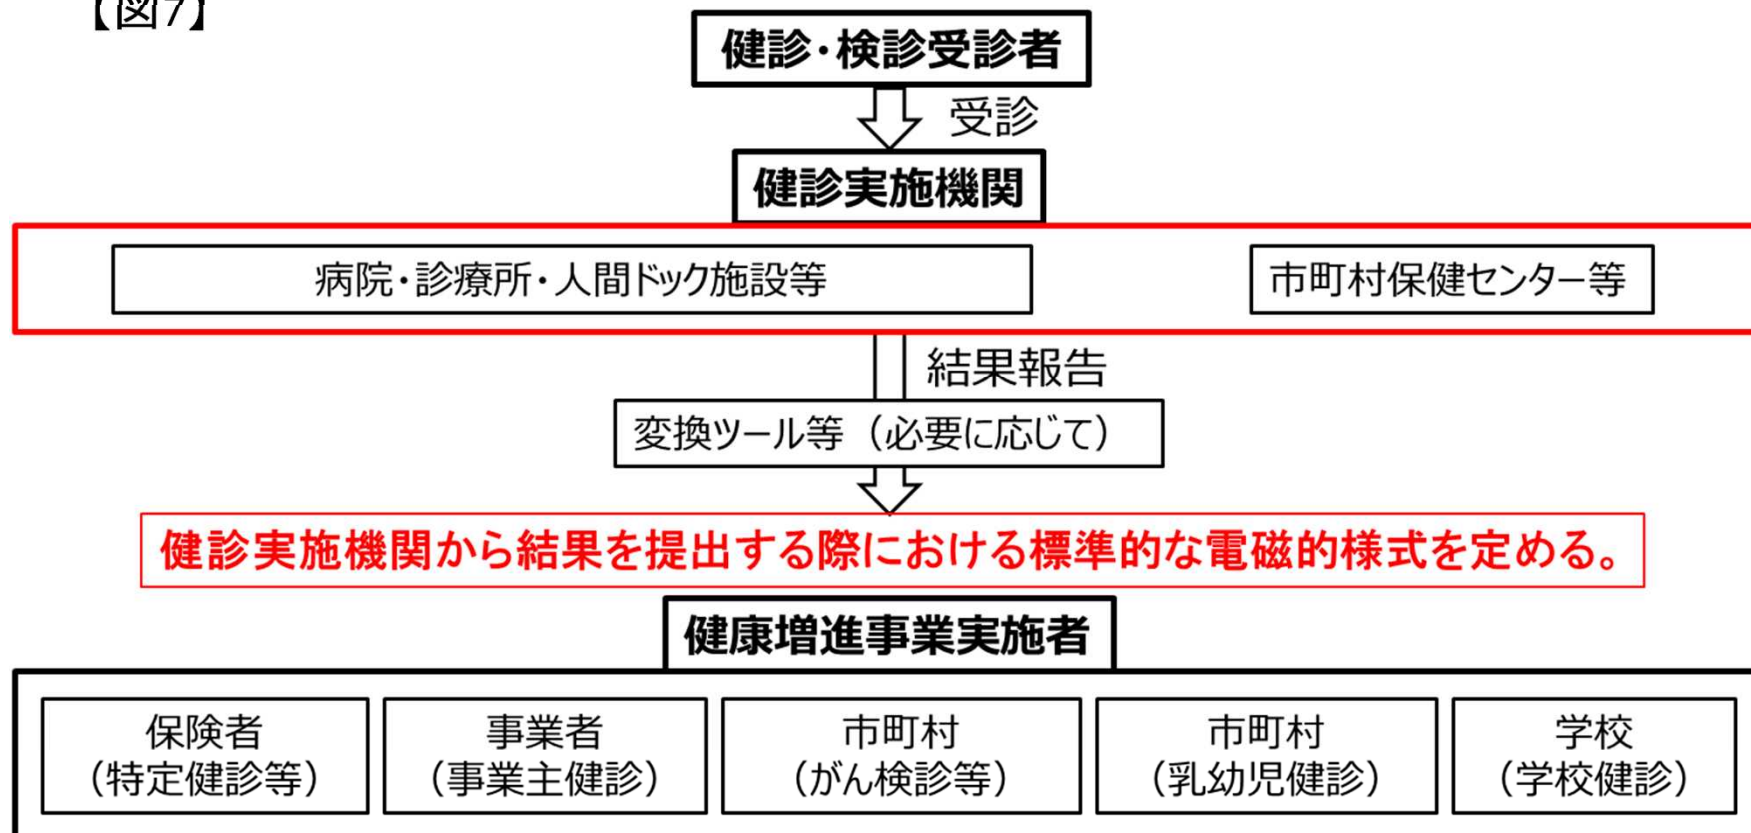 【図7】
健診・検診受診者
受診
健診実施機関
病院・診療所・人間ドック施設等
市町村保健センター等
結果報告
変換ツール等（必要に応じて）
健診実施機関から結果を提出する際における標準的な電磁的様式を定める。
健康増進事業実施者
保険者
（特定健診等）
事業者
（事業主健診）
市町村
（がん検診等）
市町村
（乳幼児健診）
学校
（学校健診）